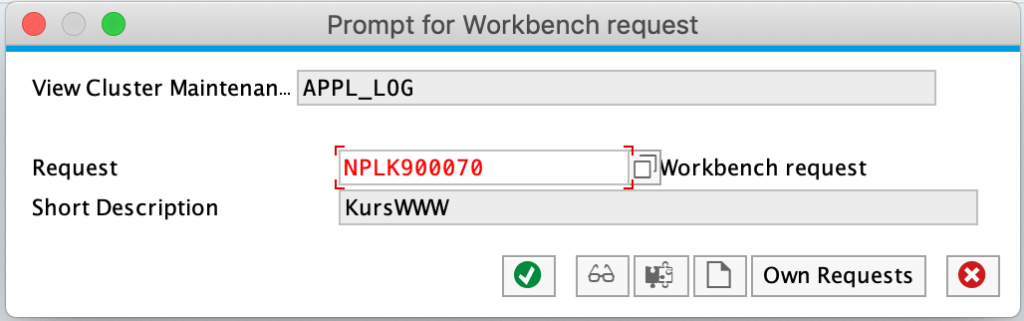 Prompt for Workbench request
View Cluster Maintenan... APPL_LOG
Request NPLK900070 Workbench request
Short Description KursWWW
Own Requests